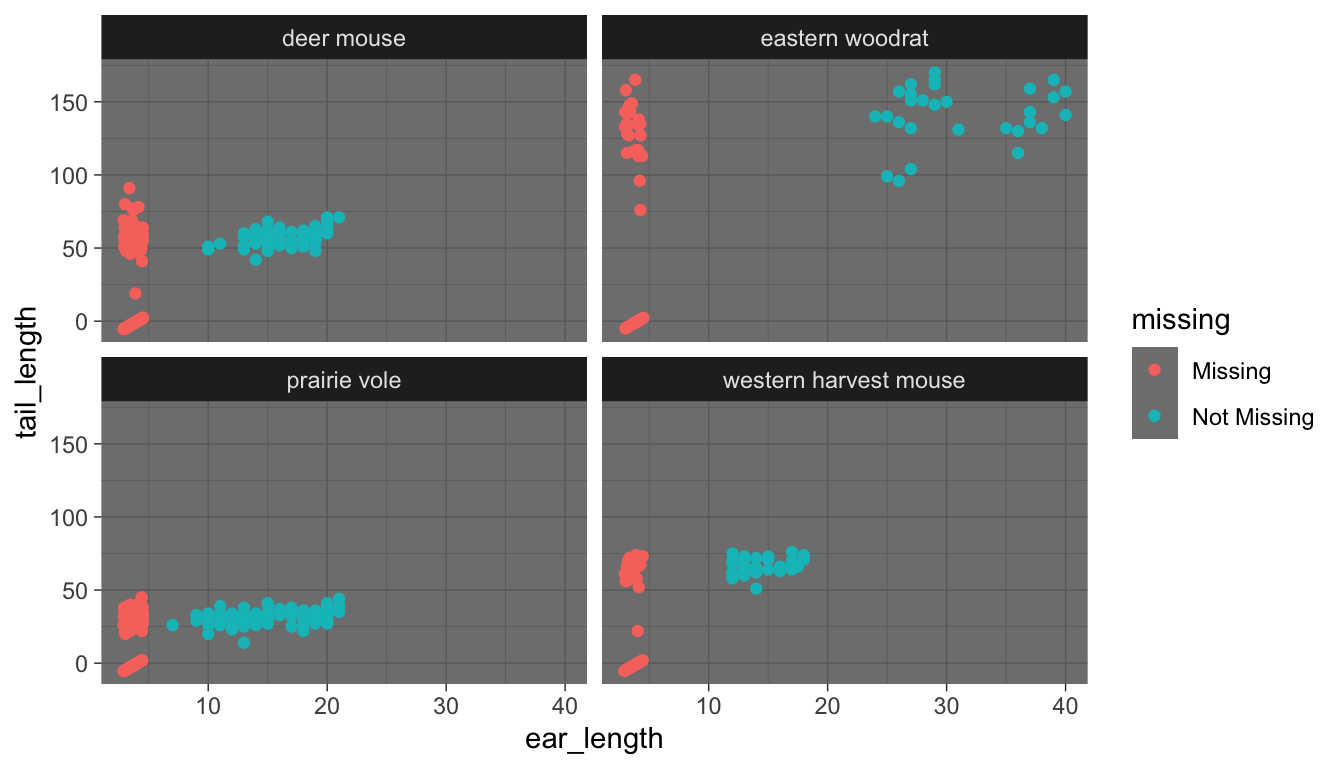 deer mouse
eastern woodrat
150
100
50
0
prairie vole
western harvest mouse
150
100
50
0
10 20 30 40
10 20 30 40
ear_length
tail_length
missing
Missing
Not Missing